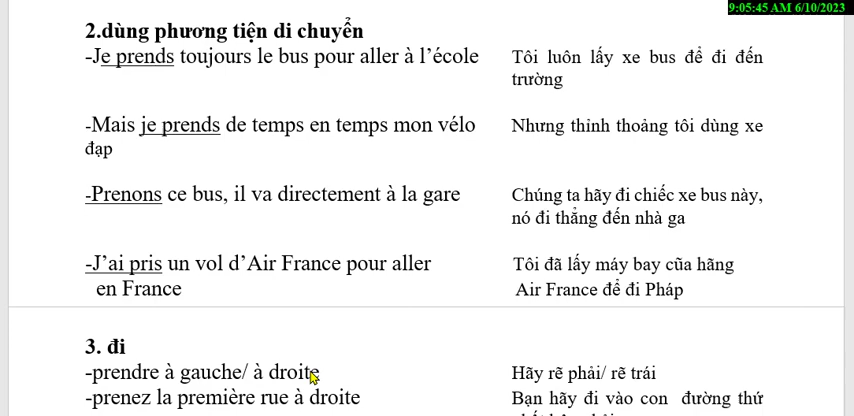 9:05:45 AM 6/10/2023
2.dùng phương tiện di chuyển
-Je prends toujours le bus pour aller à l’école Tôi luôn lấy xe bus để đi đến
trường
-Mais je prends de temps en temps mon vélo Nhưng thỉnh thoảng tôi dùng xe
đạp
-Prenons ce bus, il va directement à la gare Chúng ta hãy đi chiếc xe bus này,
nó đi thẳng đến nhà ga
-J’ai pris un vol d’Air France pour aller Tôi đã lấy máy bay cũa hãng
en France Air France để đi Pháp
3. đi
-prendre à gauche/ à droite Hãy rẽ phải/ rẽ trái
-prenez la première rue à droite Bạn hãy đi vào con đường thứ